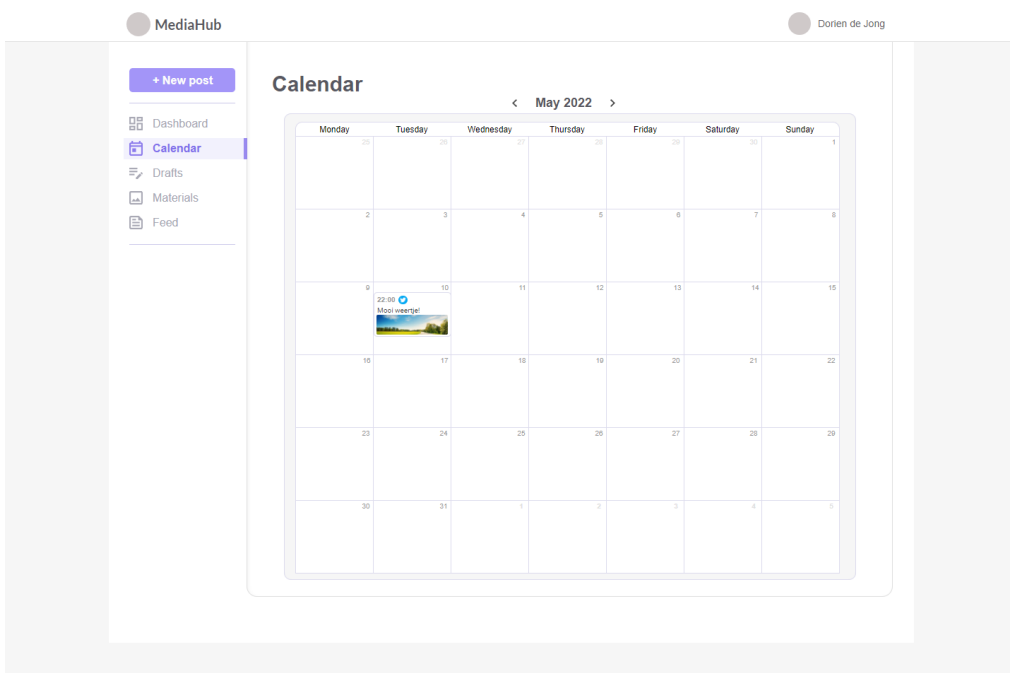 MediaHub
Dorien de Jong
+ New post
Dashboard
Calendar
Drafts
Materials
Feed
Calendar
< May 2022 >
Monday Tuesday Wednesday Thursday Friday Saturday Sunday
25 26 27 28 29 30 1
2 3 4 5 6 7 8
9 10 11 12 13 14 15
22:00
Mooi weertje!
16 17 18 19 20 21 22
23 24 25 26 27 28 29
30 31 1 2 3 4 5